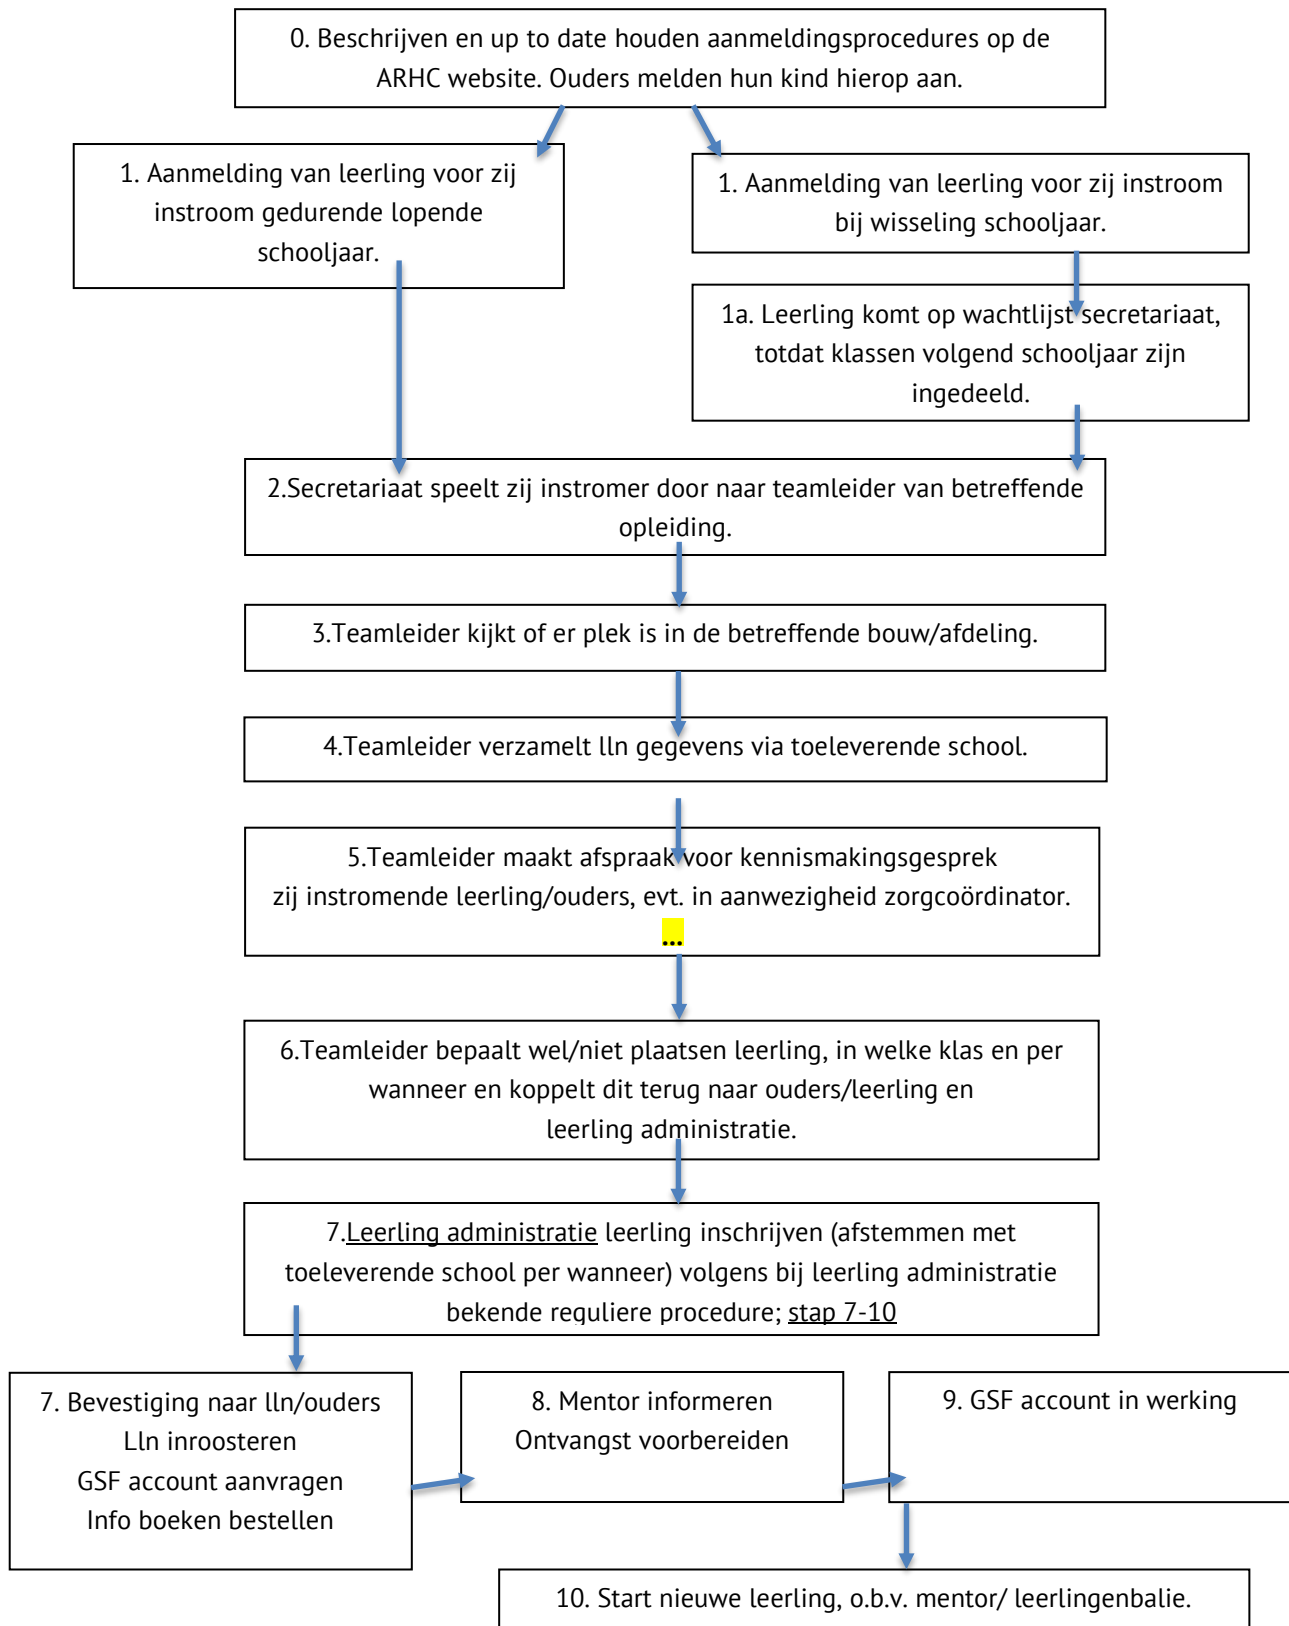 0. Beschrijven en up to date houden aanmeldingsprocedures op de
ARHC website. Ouders melden hun kind hierop aan.
1. Aanmelding van leerling voor zij
instroom gedurende lopende
schooljaar.
1. Aanmelding van leerling voor zij instroom
bij wisseling schooljaar.
1a. Leerling komt op wachtlijst secretariaat,
totdat klassen volgend schooljaar zijn
ingedeeld.
2.Secretariaat speelt zij instromer door naar teamleider van betreffende
opleiding.
3.Teamleider kijkt of er plek is in de betreffende bouw/afdeling.
4.Teamleider verzamelt lln gegevens via toeleverende school.
5.Teamleider maakt afspraak voor kennismakingsgesprek
zij instromende leerling/ouders, evt. in aanwezigheid zorgcoördinator.
...
6.Teamleider bepaalt wel/niet plaatsen leerling, in welke klas en per
wanneer en koppelt dit terug naar ouders/leerling en
leerling administratie.
7.Leerling administratie leerling inschrijven (afstemmen met
toeleverende school per wanneer) volgens bij leerling administratie
bekende reguliere procedure; stap 7-10
7. Bevestiging naar lln/ouders
Lln inroosteren
GSF account aanvragen
Info boeken bestellen
8. Mentor informeren
Ontvangst voorbereiden
9. GSF account in werking
10. Start nieuwe leerling, o.b.v. mentor/ leerlingenbalie.